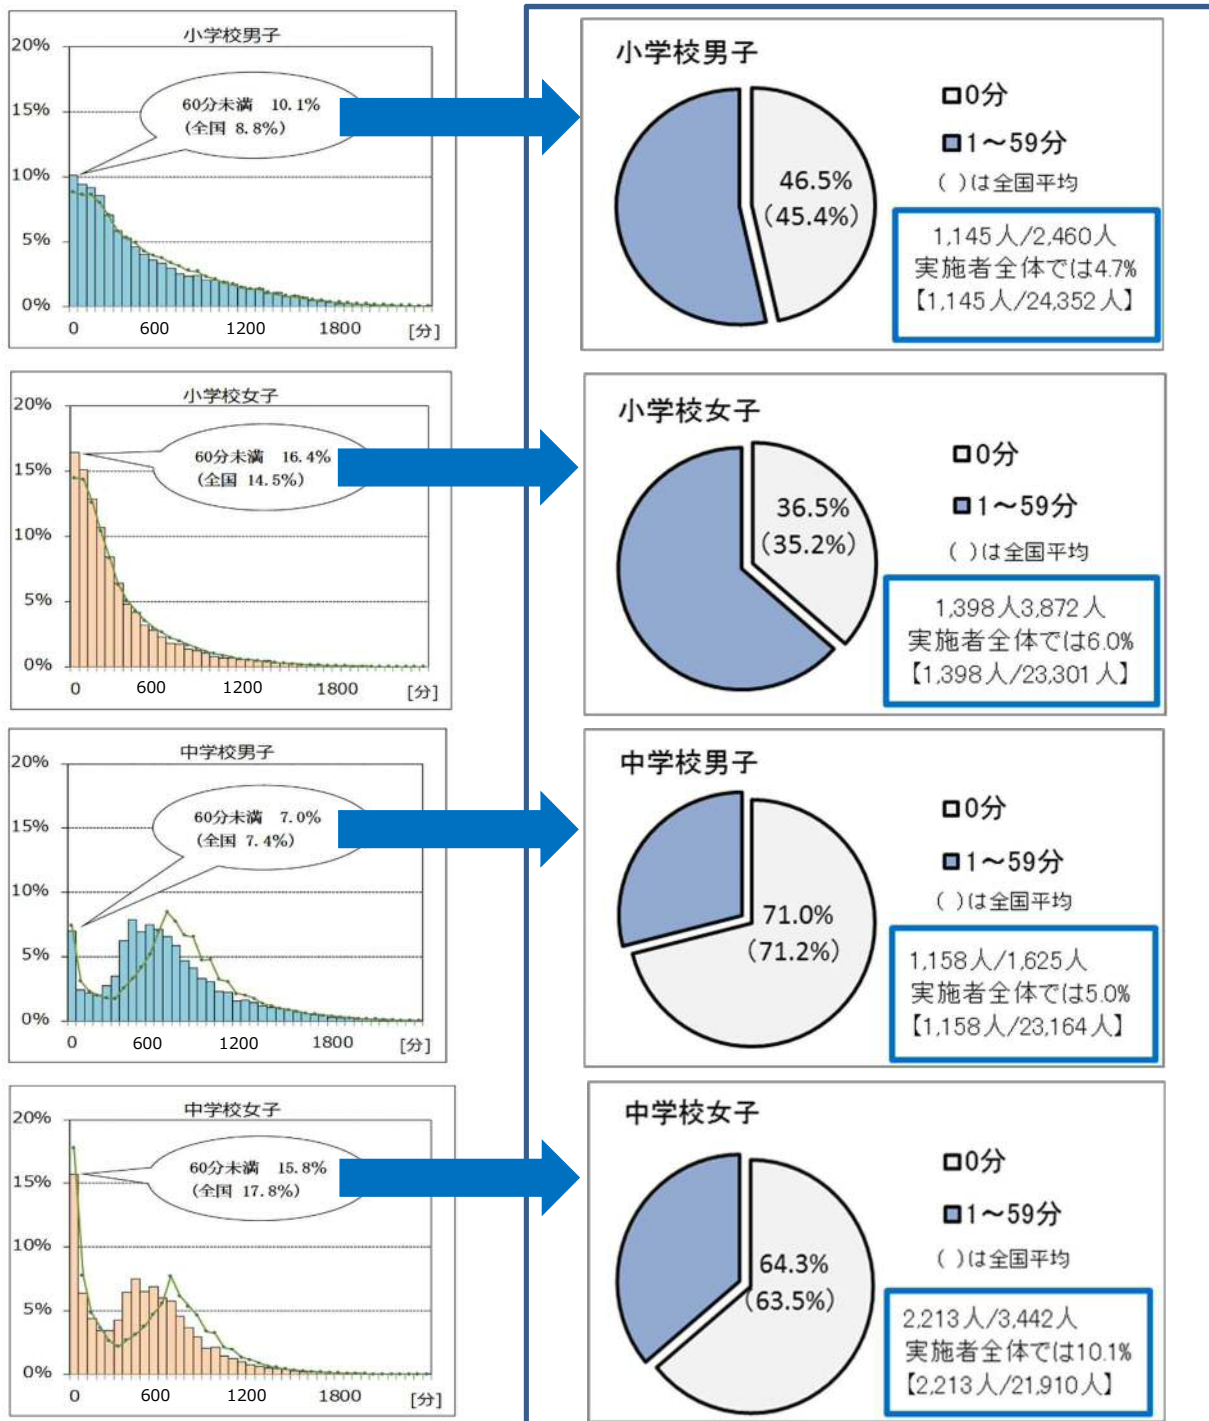 小学校男子
20%
15%
10%
5%
0%
60分未満 10.1%
(全国 8.8%)
0 600 1200 1800 [分]
小学校男子
46.5%
(45.4%)
0分
1～59分
( )は全国平均
1,145人/2,460人
実施者全体では4.7%
【1,145人/24,352人】
小学校女子
20%
15%
10%
5%
0%
60分未満 16.4%
(全国 14.5%)
0 600 1200 1800 [分]
小学校女子
36.5%
(35.2%)
0分
1～59分
( )は全国平均
1,398人3,872人
実施者全体では6.0%
【1,398人/23,301人】
中学校男子
20%
15%
10%
5%
0%
60分未満 7.0%
(全国 7.4%)
0 600 1200 1800 [分]
中学校男子
71.0%
(71.2%)
0分
1～59分
( )は全国平均
1,158人/1,625人
実施者全体では5.0%
【1,158人/23,164人】
中学校女子
20%
15%
10%
5%
0%
60分未満 15.8%
(全国 17.8%)
0 600 1200 1800 [分]
中学校女子
64.3%
(63.5%)
0分
1～59分
( )は全国平均
2,213人/3,442人
実施者全体では10.1%
【2,213人/21,910人】